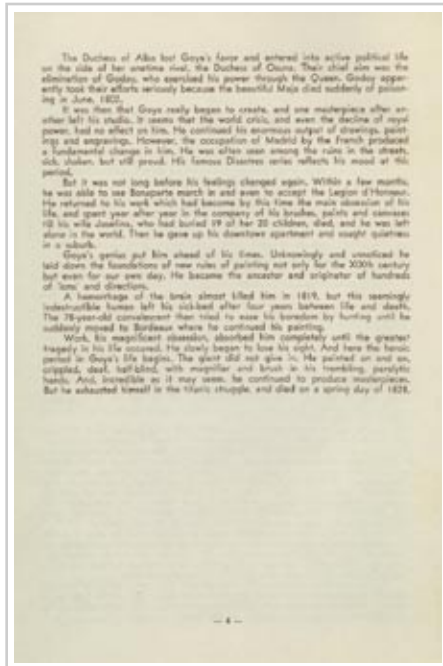 The Duchess of Alba lost Goya's favor and entered into active political life
on the side of her onetime rival, the Duchess of Osuna. Their chief aim was the
elimination of Godoy, who exercised his power through the Queen. Godoy appar-
ently took their efforts seriously because the beautiful Maja died suddenly of poison-
ing in June, 1802.
It was then that Goya really began to create, and one masterpiece after an-
other left his studio. It seems that the world crisis, and even the decline of royal
power, had no effect on him. He continued his enormous output of drawings, paint-
ings and engravings. However, the occupation of Madrid by the French produced
a fundamental change in him. He was often seen among the ruins in the streets,
sick, shaken, but still proud. His famous Disastres series reflects his mood at this
period.
But it was not long before his feelings changed again. Within a few months,
he was able to see Bonaparte march in and even to accept the Legion d'Honneur.
He returned to his work which had become by this time the main obsession of his
life, and spent year after year in the company of his brushes, paints and canvases
till his wife Josefina, who had buried 19 of her 20 children, died, and he was left
alone in the world. Then he gave up his downtown apartment and sought quietness
in a suburb.
Goya's genius put him ahead of his times. Unknowingly and unnoticed he
laid down the foundations of new rules of painting not only for the XIXth century
but even for our own day. He became the ancestor and originator of hundreds
of 'isms' and directions.
A hemorrhage of the brain almost killed him in 1819, but this seemingly
indestructible human left his sick-bed after four years between life and death.
The 78-year-old convalescent then tried to ease his boredom by hunting until he
suddenly moved to Bordeaux where he continued his painting.
Work, his magnificent obsession, absorbed him completely until the greatest
tragedy in his life occured. He slowly began to lose his sight. And here the heroic
period in Goya's life begins. The giant did not give in. He painted on and on,
crippled, deaf, half-blind, with magnifier and brush in his trembling, paralytic
hands. And, incredible as it may seem, he continued to produce masterpieces.
But he exhausted himself in the titanic struggle, and died on a spring day of 1828.
— 6 —